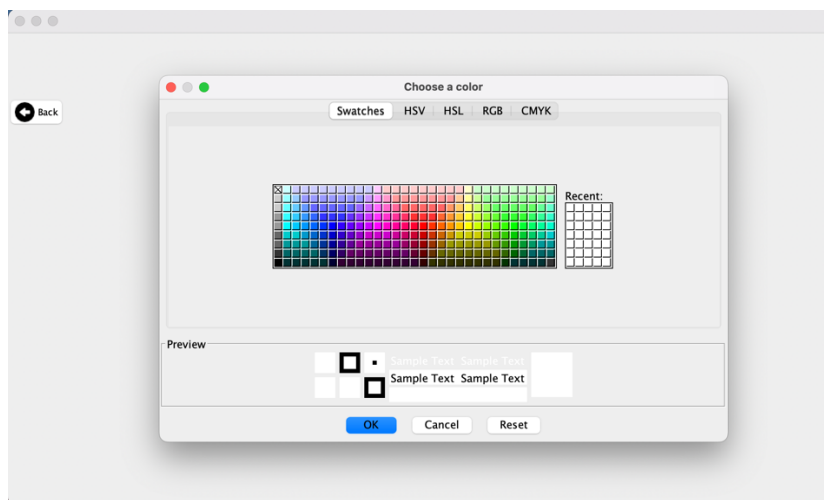 Choose a color
Back
Swatches HSV HSL RGB CMYK
Recent:
Preview
Sample Text Sample Text
Sample Text Sample Text
OK Cancel Reset